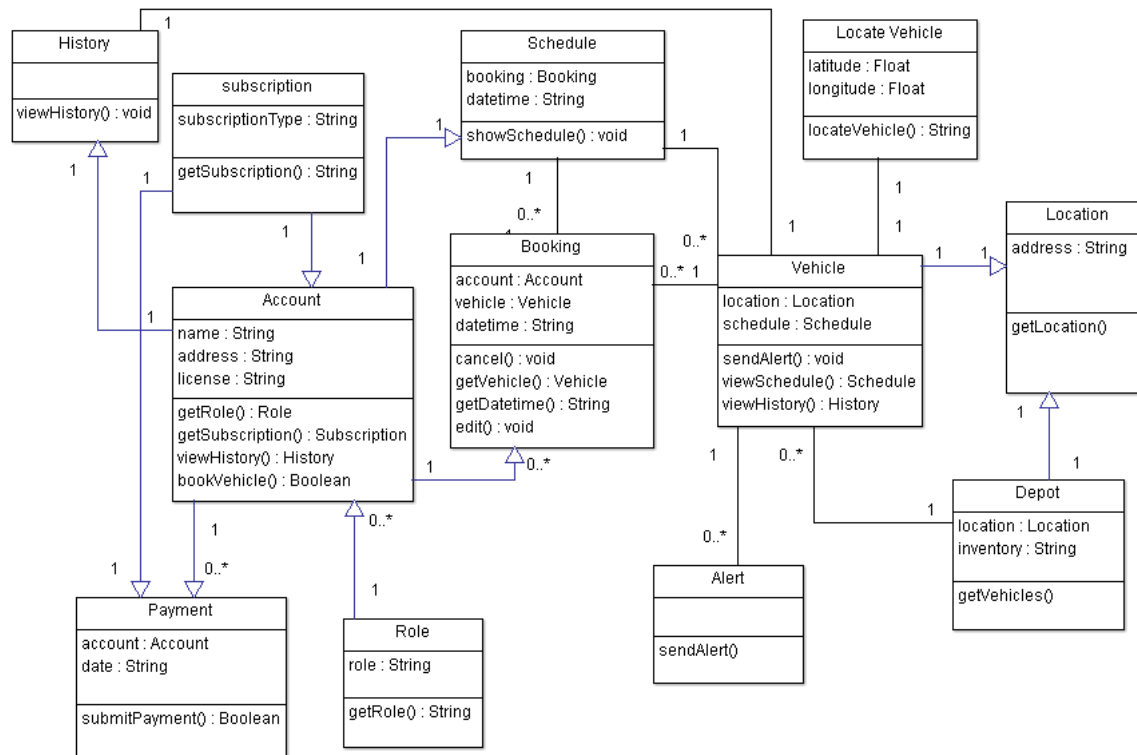 History
viewHistory() : void
subscription
subscriptionType : String
getSubscription() : String
Schedule
booking : Booking
datetime : String
showSchedule() : void
Locate Vehicle
latitude : Float
longitude : Float
locateVehicle() : String
Location
address : String
getLocation()
Account
name : String
address : String
license : String
getRole() : Role
getSubscription() : Subscription
viewHistory() : History
bookVehicle() : Boolean
Booking
account : Account
vehicle : Vehicle
datetime : String
cancel() : void
getVehicle() : Vehicle
getDatetime() : String
edit() : void
Vehicle
location : Location
schedule : Schedule
sendAlert() : void
viewSchedule() : Schedule
viewHistory() : History
Payment
account : Account
date : String
submitPayment() : Boolean
Role
role : String
getRole() : String
Alert
sendAlert()
Depot
location : Location
inventory : String
getVehicles()
1
1
1
1
1
1
1
1
1
1
0..*
1
0..*
0..*
1
1
1
1
1
1
1
1
1
0..*
1
0..*
1
0..*
1
0..*
1
0..*
1
1
1